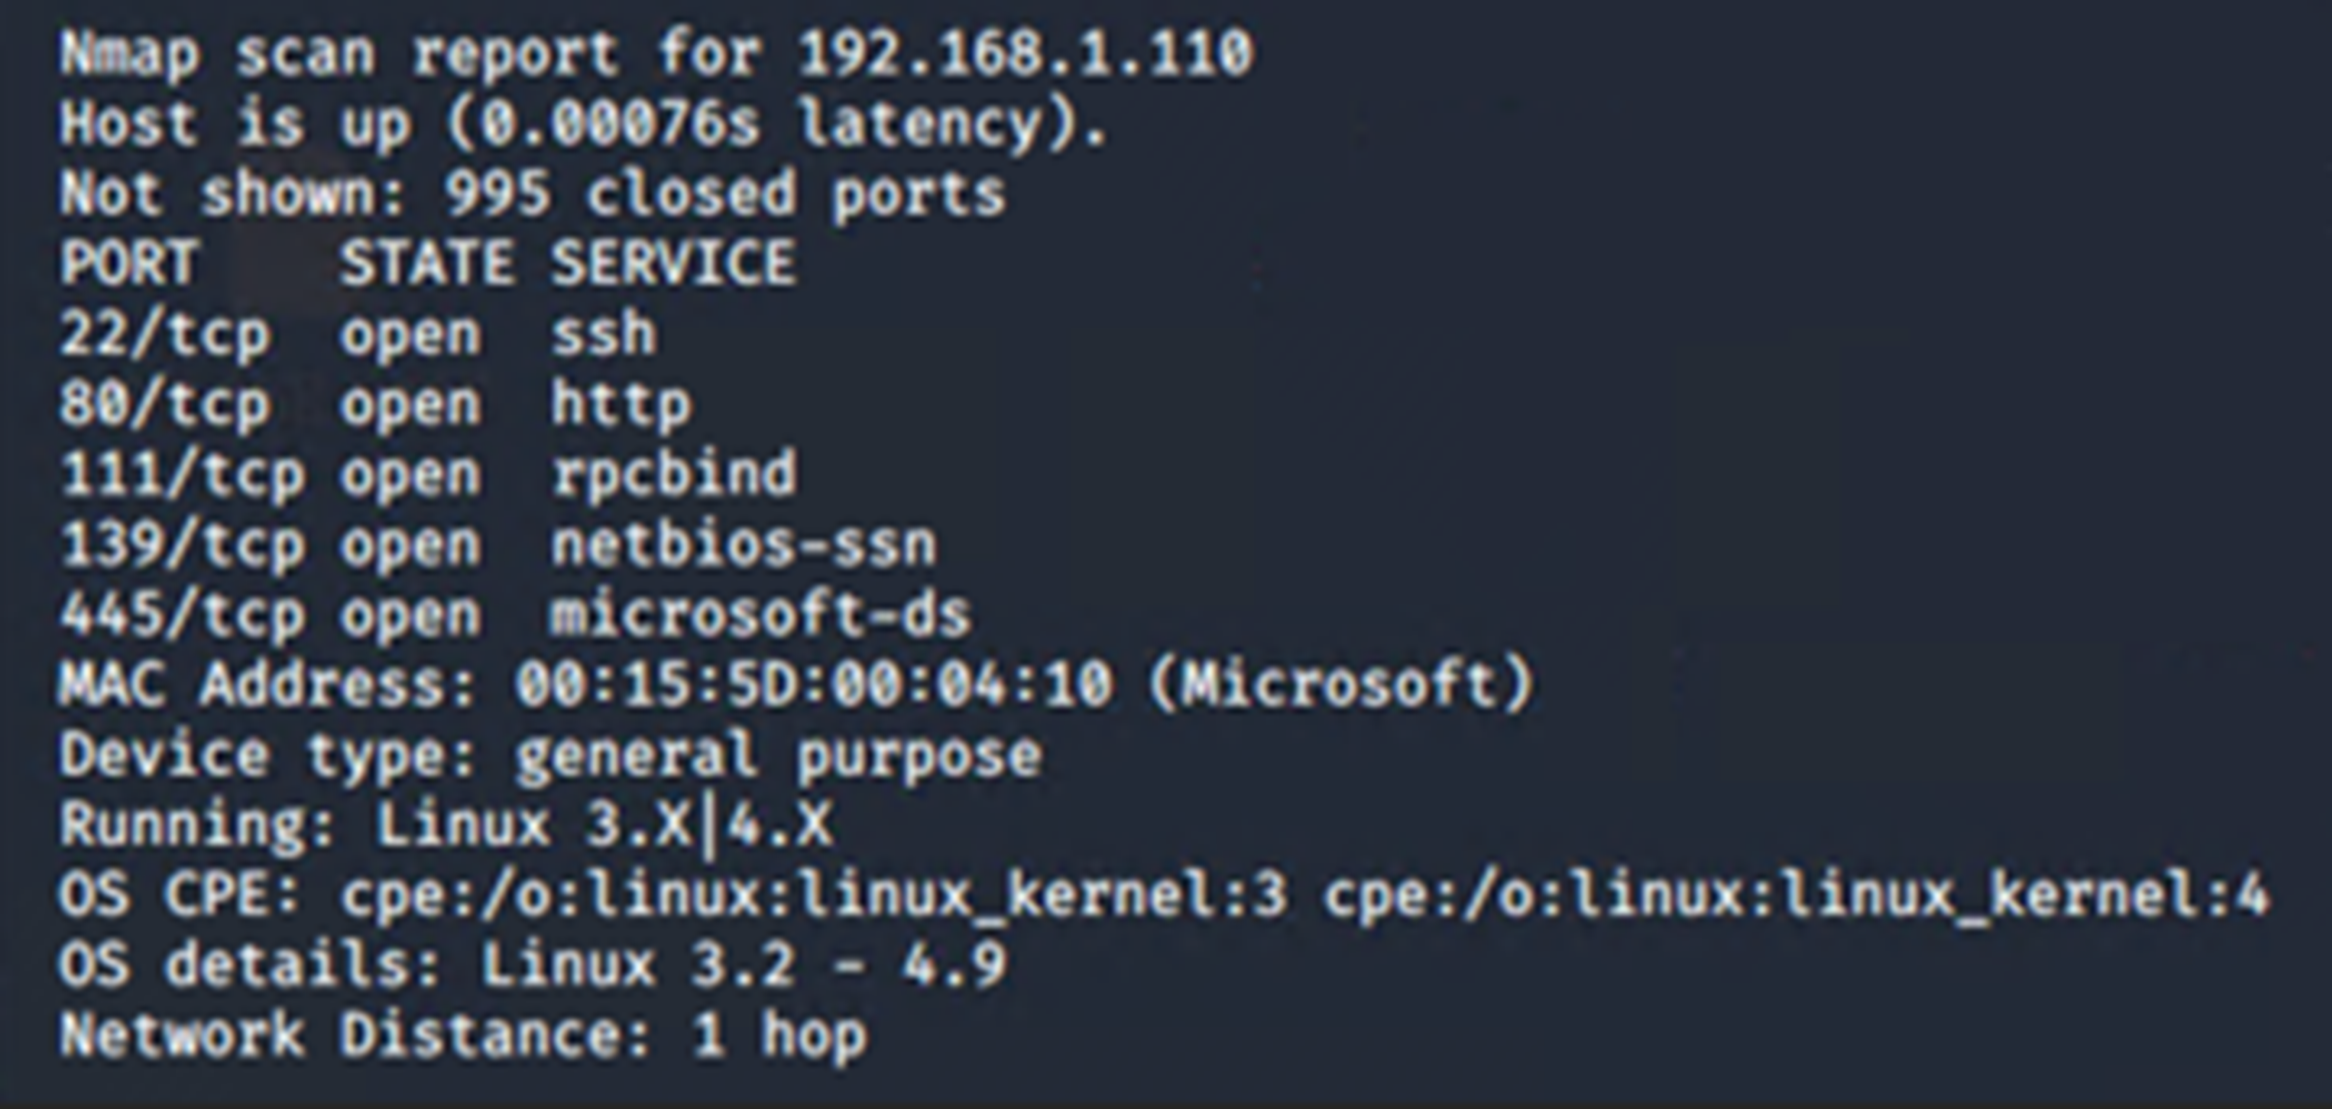 Nmap scan report for 192.168.1.110
Host is up (0.00076s latency).
Not shown: 995 closed ports
PORT    STATE SERVICE
22/tcp  open  ssh
80/tcp  open  http
111/tcp open  rpcbind
139/tcp open  netbios-ssn
445/tcp open  microsoft-ds
MAC Address: 00:15:5D:00:04:10 (Microsoft)
Device type: general purpose
Running: Linux 3.X|4.X
OS CPE: cpe:/o:linux:linux_kernel:3 cpe:/o:linux:linux_kernel:4
OS details: Linux 3.2 - 4.9
Network Distance: 1 hop